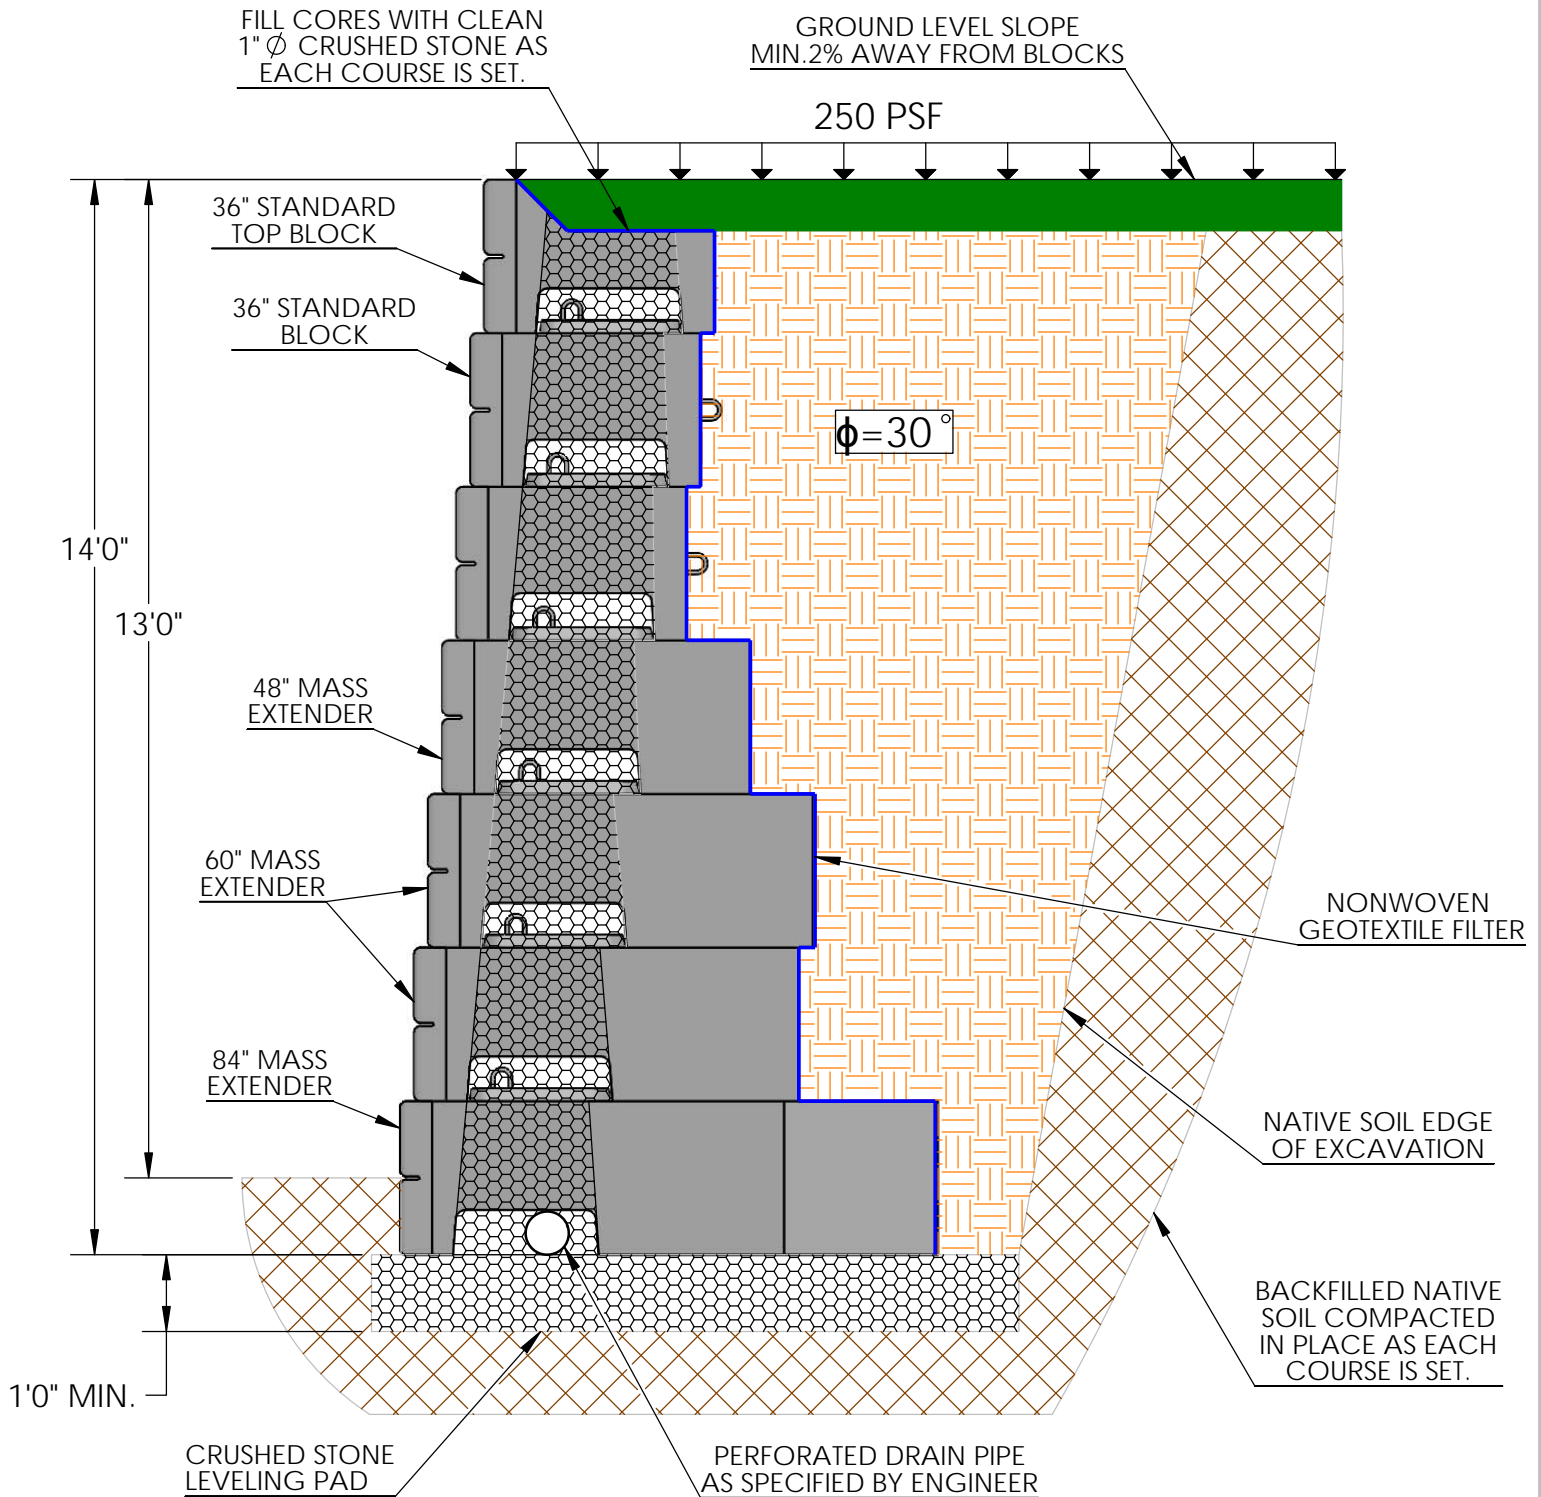 FILL CORES WITH CLEAN
1" Ø CRUSHED STONE AS
EACH COURSE IS SET.
GROUND LEVEL SLOPE
MIN.2% AWAY FROM BLOCKS
250 PSF
36" STANDARD
TOP BLOCK
36" STANDARD
BLOCK
ϕ=30°
14'0"
13'0"
48" MASS
EXTENDER
60" MASS
EXTENDER
NONWOVEN
GEOTEXTILE FILTER
84" MASS
EXTENDER
NATIVE SOIL EDGE
OF EXCAVATION
BACKFILLED NATIVE
SOIL COMPACTED
IN PLACE AS EACH
COURSE IS SET.
1'0" MIN.
CRUSHED STONE
LEVELING PAD
PERFORATED DRAIN PIPE
AS SPECIFIED BY ENGINEER